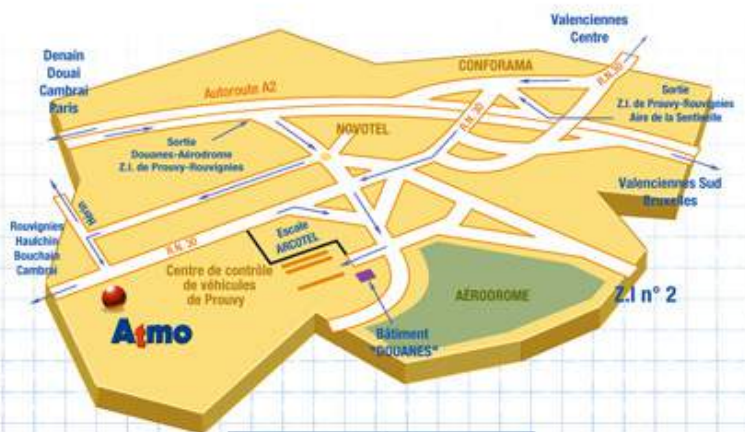 Valenciennes
Centre
Denain
Douai
Cambrai
Paris
CONFORAMA
R.N.30
Autoroute A2
Sortie
Z.I. de Prouvy-Rouvignies
Aire de la Sentinelle
R.N. 30
NOVOTEL
Sortie
Douanes-Aérodrome
Z.I. de Prouvy-Rouvignies
Valenciennes Sud
Bruxelles
Hérin
Rouvignies
Haulchin
Bouchain
Cambrai
R.N. 30
Escale
ARCOTEL
Centre de contrôle
de véhicules
de Prouvy
AÉRODROME
Z.I n° 2
Atmo
Bâtiment
"DOUANES"